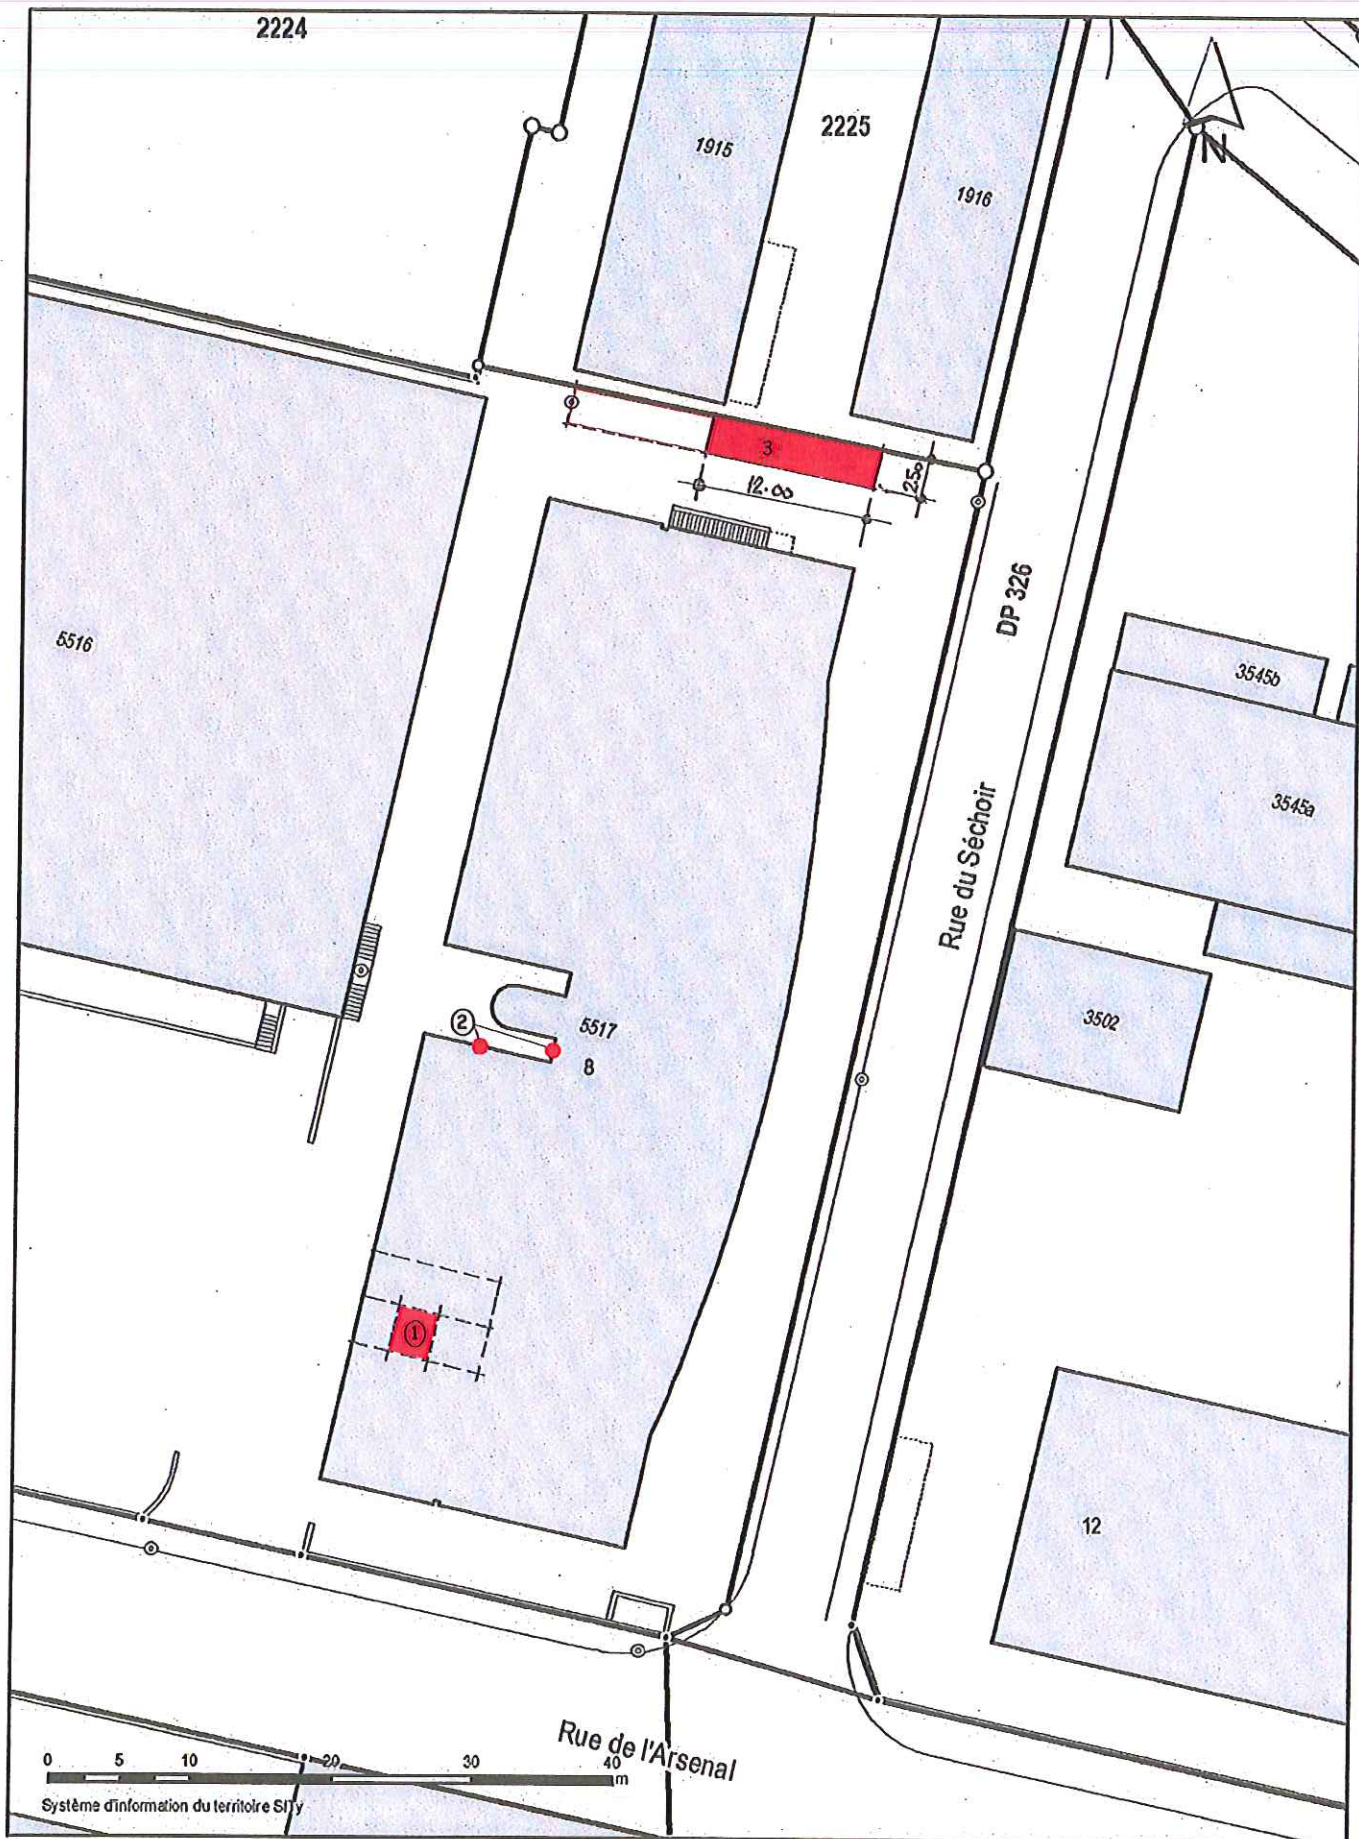 2224
N
2225
1915
1916
3
12.00
2.50
DP 326
5516
3545b
3545a
Rue du Séchoir
2
5517
8
3502
1
12
Rue de l'Arsenal
0 5 10 20 30 40
m
Système d'information du territoire SITy